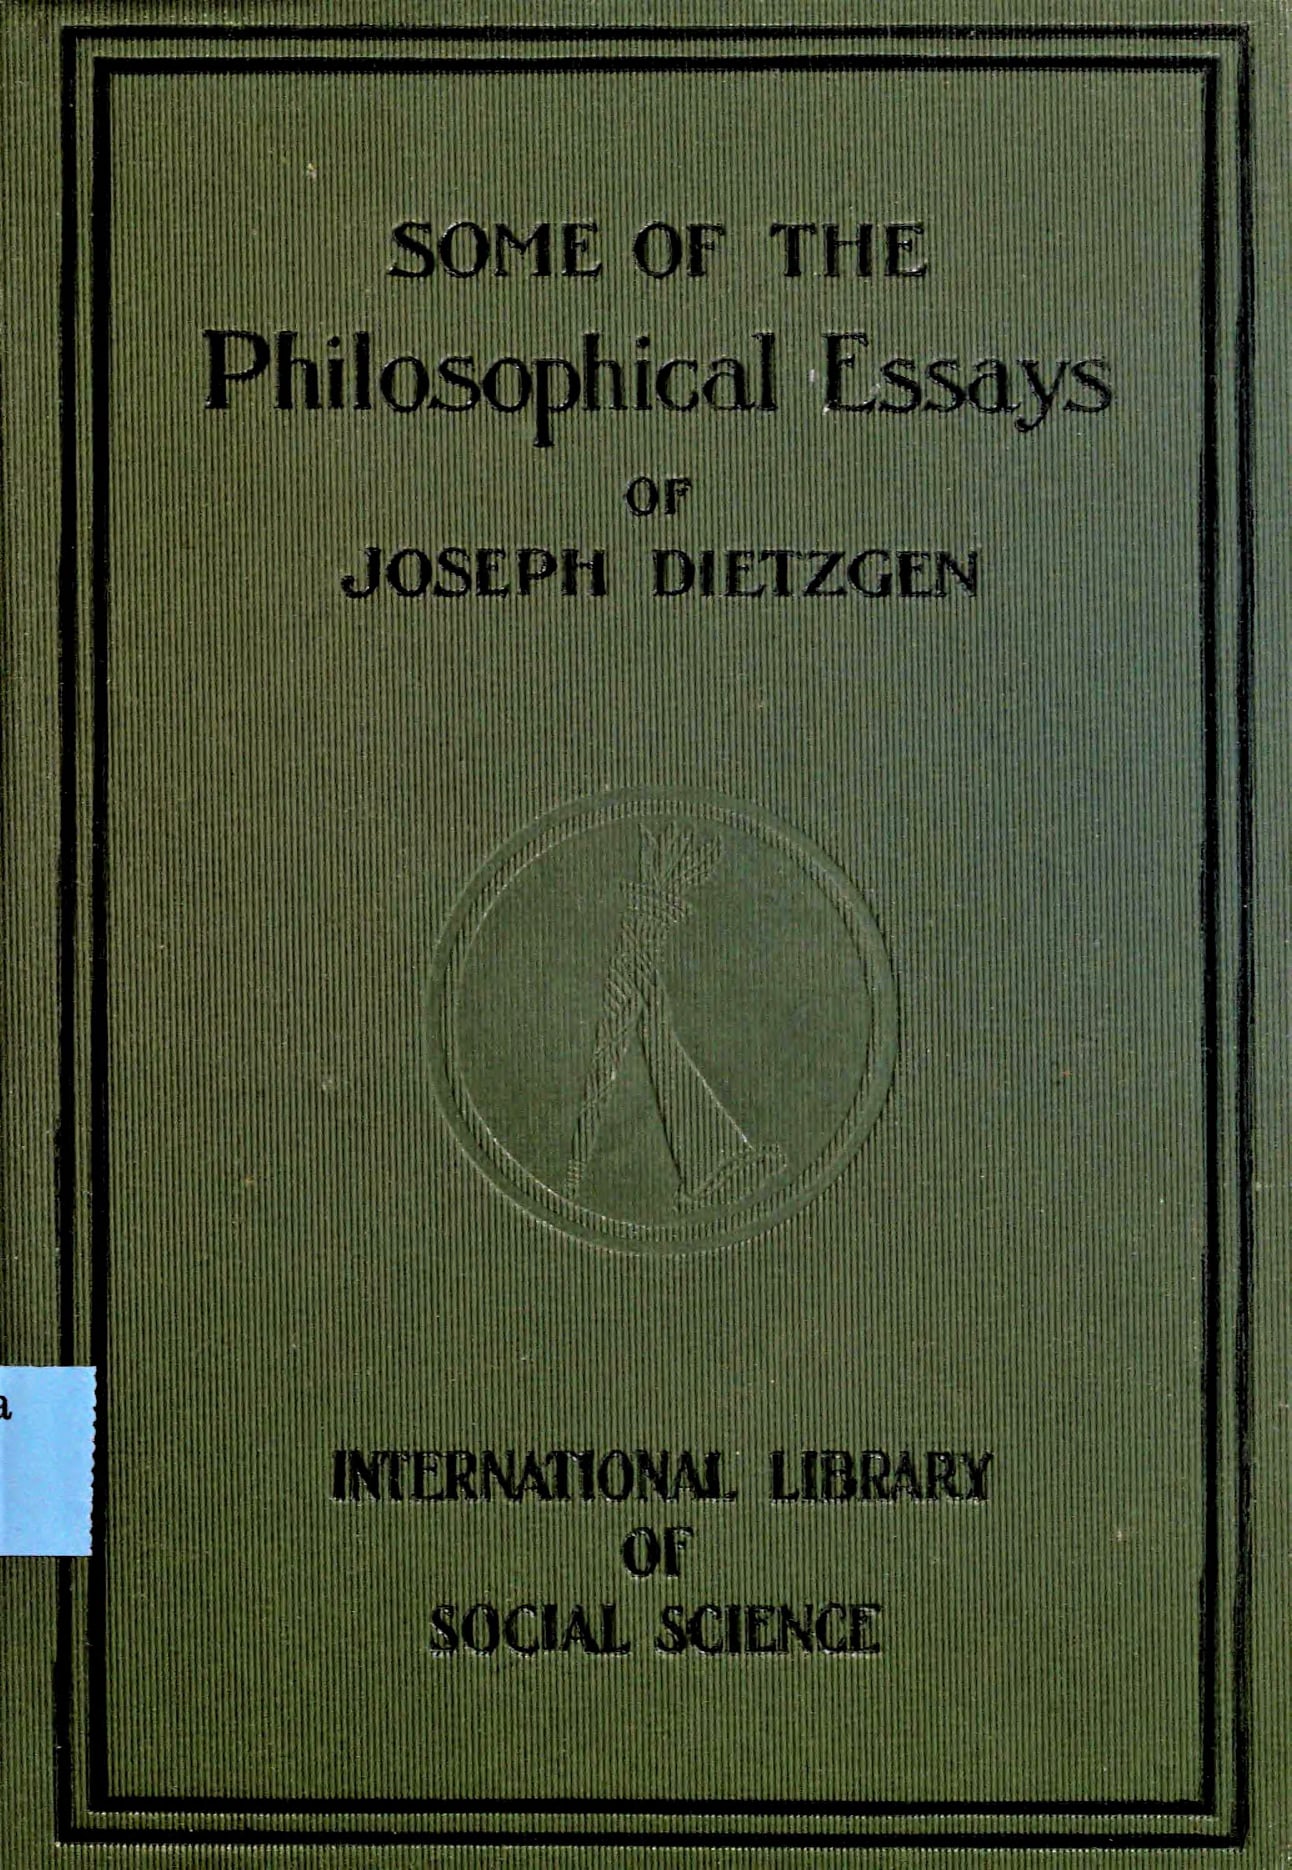 SOME OF THE
Philosophical Essays
OF
JOSEPH DIETZGEN
a
INTERNATIONAL LIBRARY
OF
SOCIAL SCIENCE